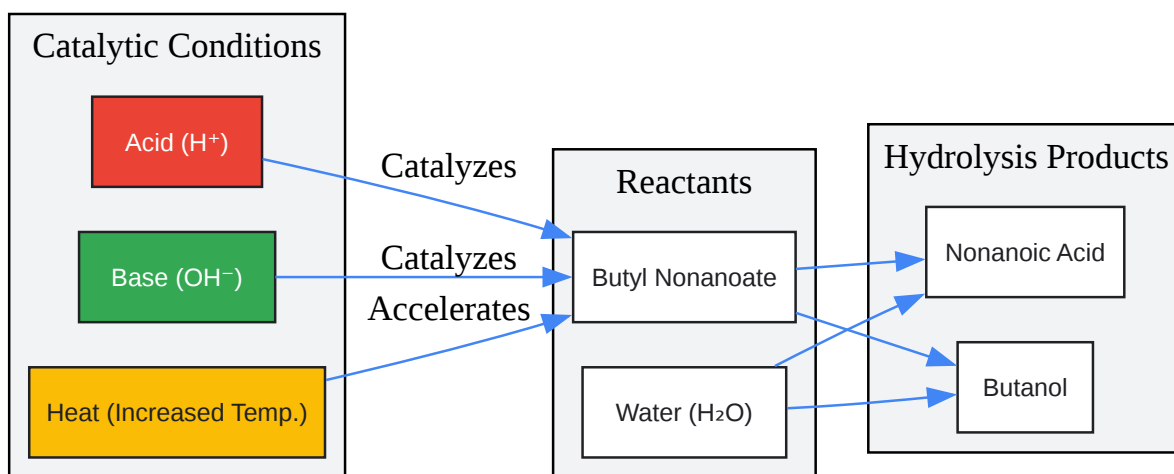 Catalytic Conditions
Acid (H⁺)
Base (OH⁻)
Heat (Increased Temp.)
Catalyzes
Catalyzes
Accelerates
Reactants
Butyl Nonanoate
Water (H₂O)
Hydrolysis Products
Nonanoic Acid
Butanol